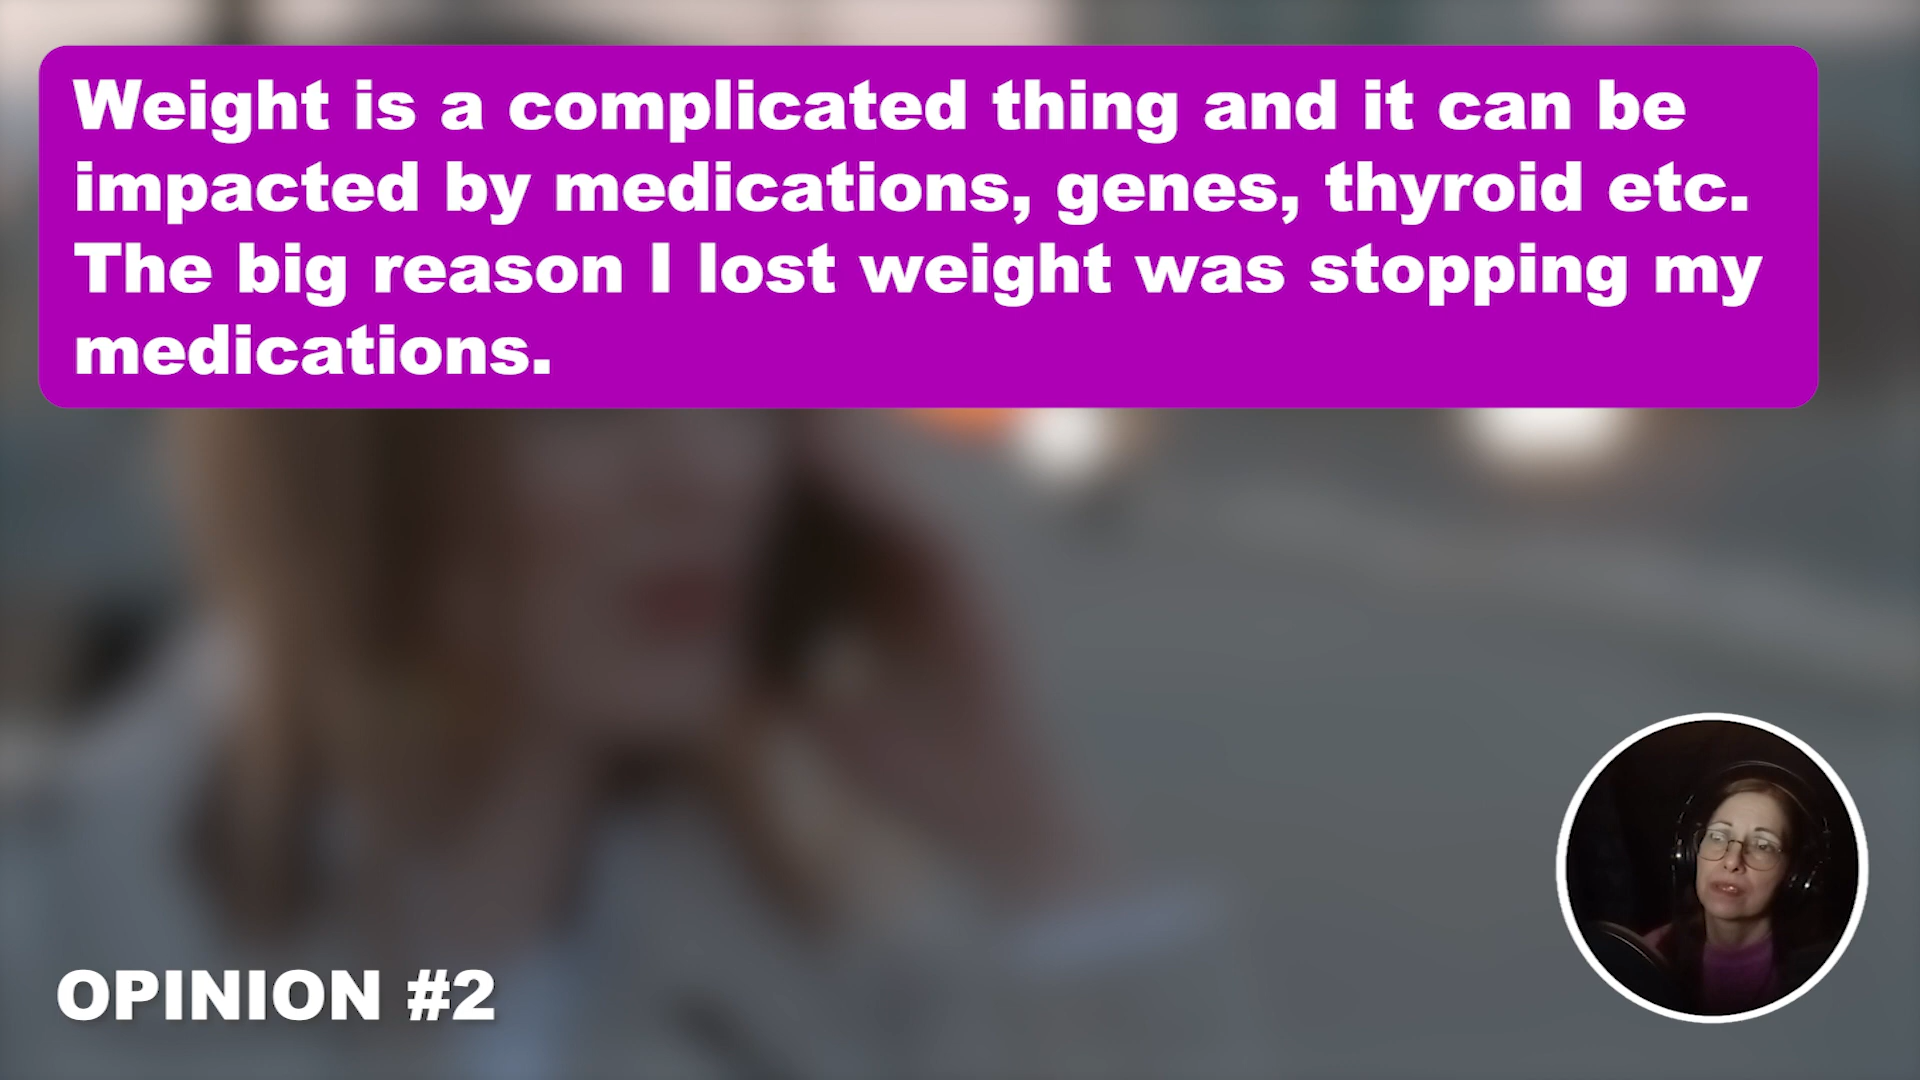 Weight is a complicated thing and it can be
impacted by medications, genes, thyroid etc.
The big reason I lost weight was stopping my
medications.
OPINION #2